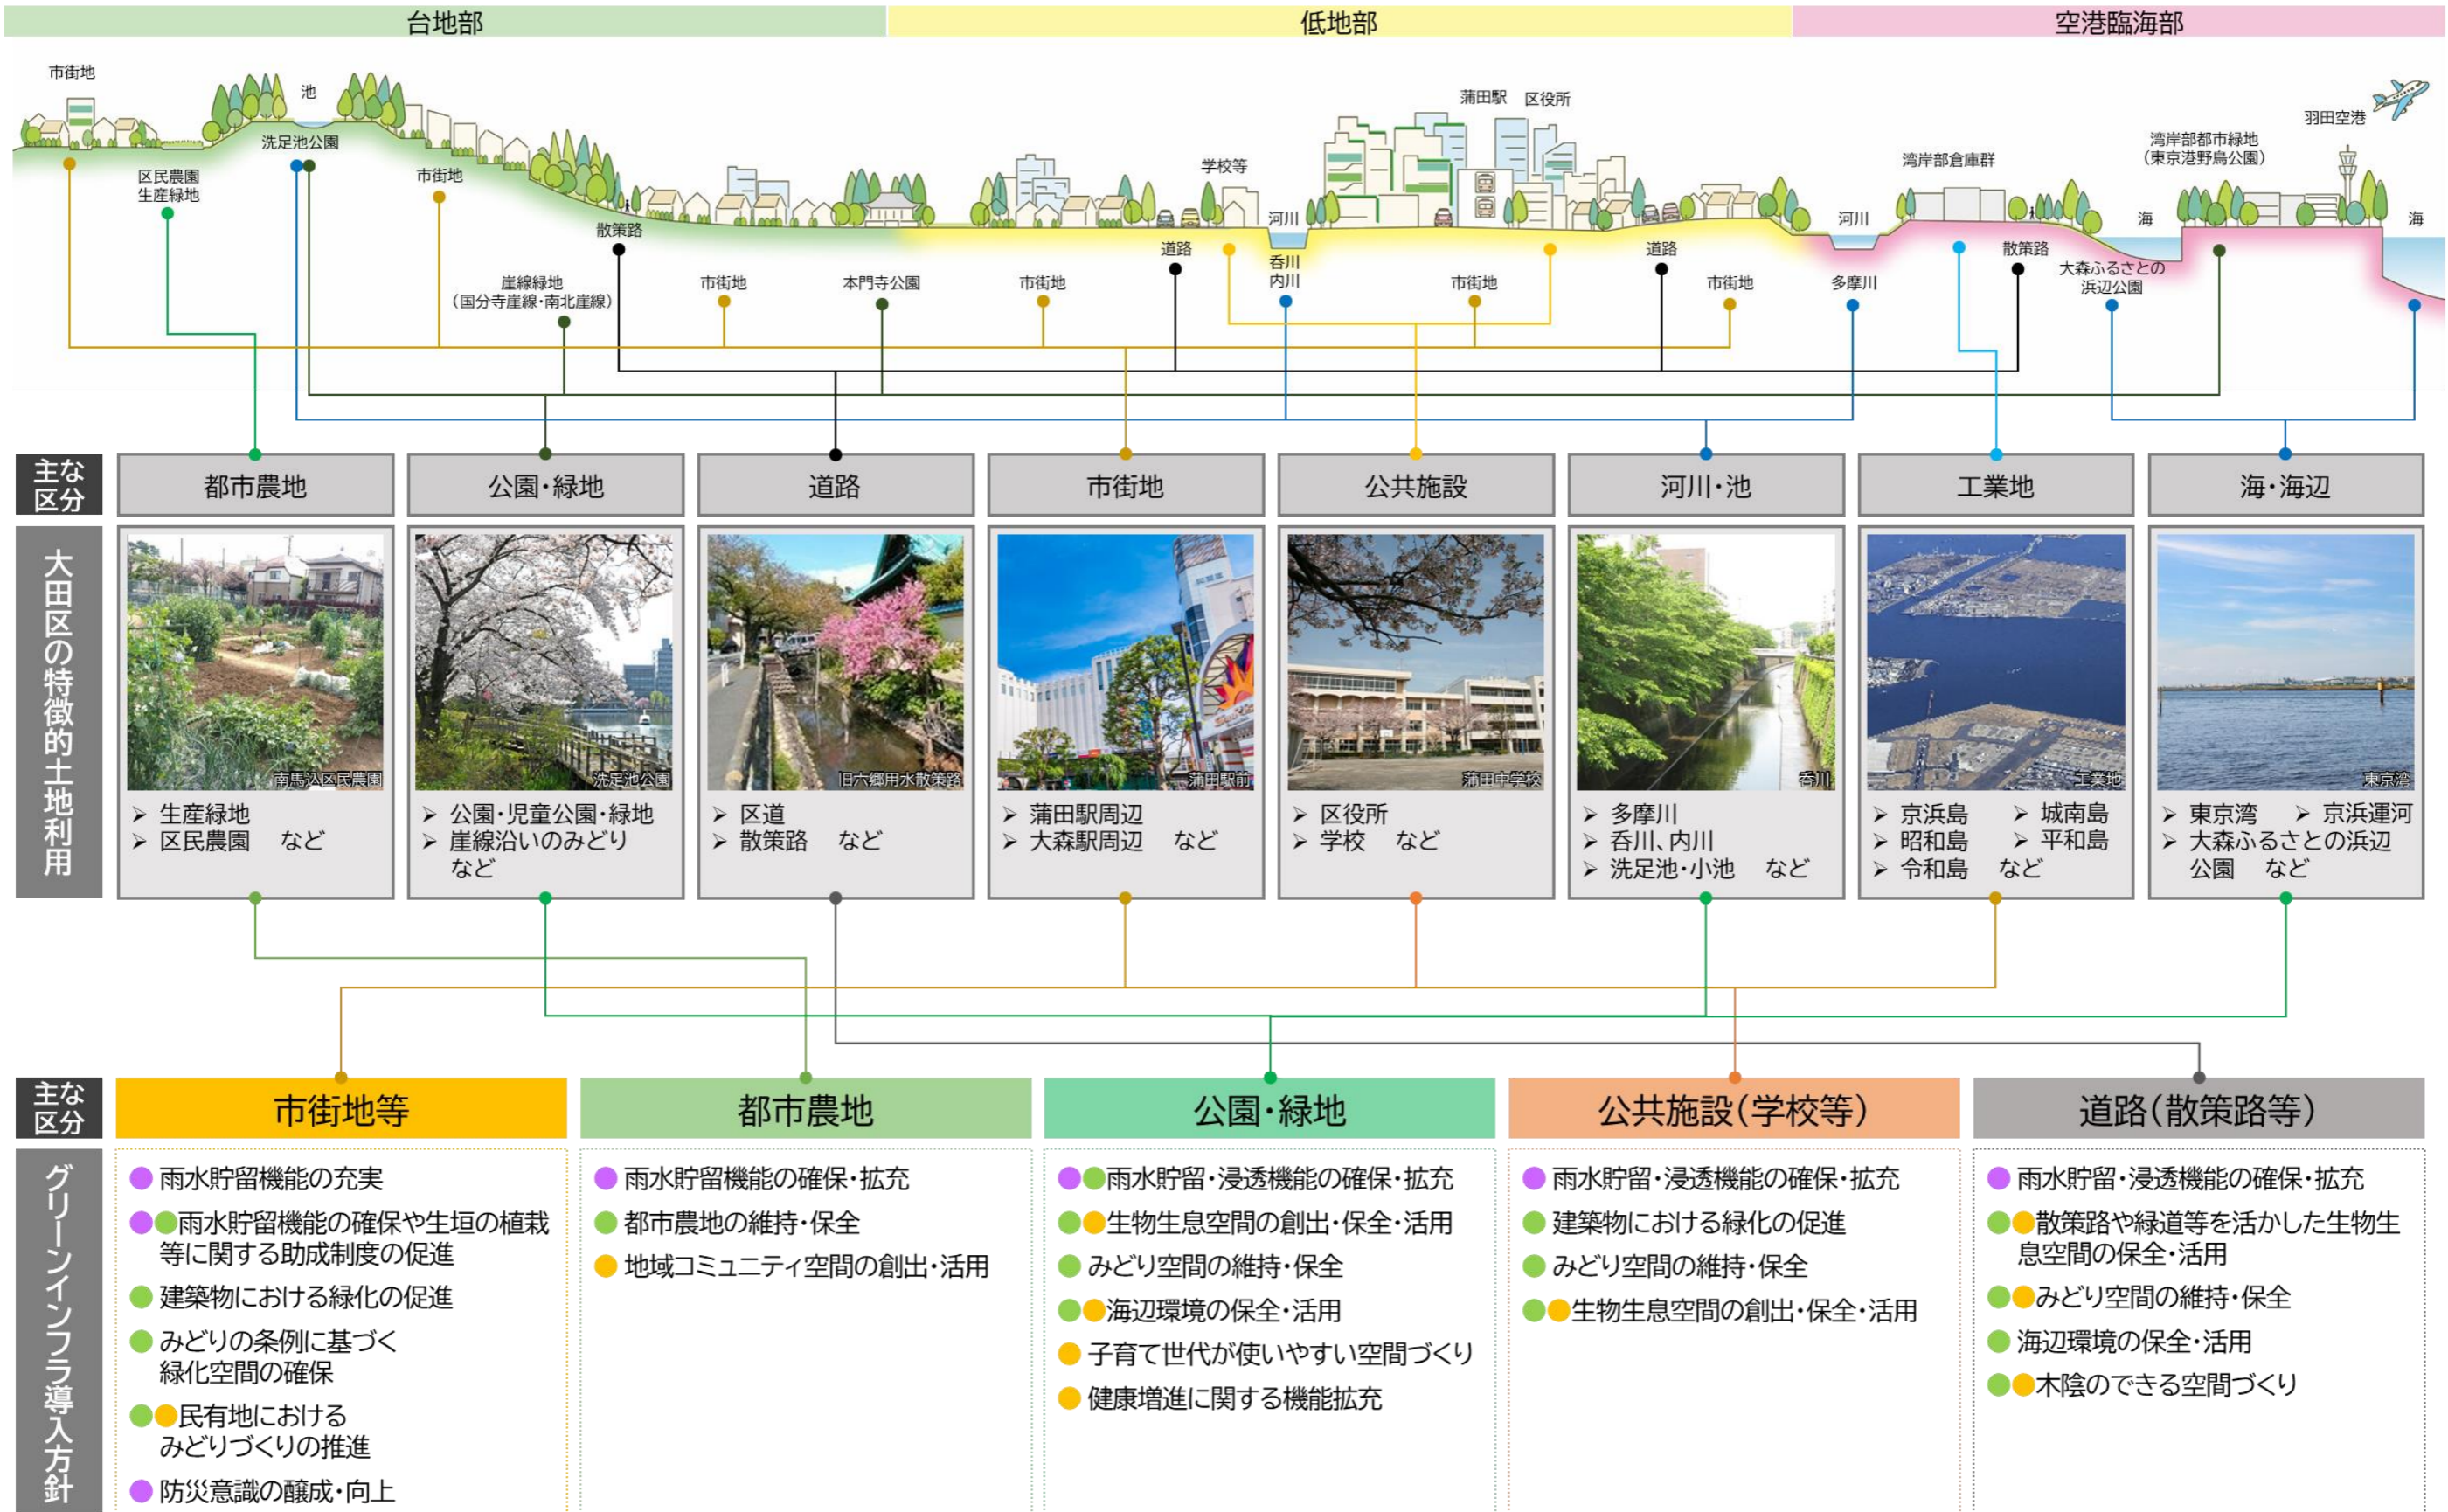 台地部
低地部
空港臨海部
市街地
池
洗足池公園
区民農園
生産緑地
市街地
散策路
崖線緑地
（国分寺崖線・南北崖線）
市街地
本門寺公園
市街地
学校等
道路
河川
呑川
内川
蒲田駅
区役所
市街地
道路
市街地
河川
多摩川
湾岸部倉庫群
散策路
大森ふるさとの
浜辺公園
海
湾岸部都市緑地
（東京港野鳥公園）
羽田空港
海
主な
区分
都市農地
公園・緑地
道路
市街地
公共施設
河川・池
工業地
海・海辺
大田区の特徴的土地利用
南馬込区民農園
➢ 生産緑地
➢ 区民農園　など
洗足池公園
➢ 公園・児童公園・緑地
➢ 崖線沿いのみどり
など
旧六郷用水散策路
➢ 区道
➢ 散策路　など
蒲田駅前
➢ 蒲田駅周辺
➢ 大森駅周辺　など
蒲田中学校
➢ 区役所
➢ 学校　など
呑川
➢ 多摩川
➢ 呑川、内川
➢ 洗足池・小池　など
工業地
➢ 京浜島　➢ 城南島
➢ 昭和島　➢ 平和島
➢ 令和島　など
東京湾
➢ 東京湾　➢ 京浜運河
➢ 大森ふるさとの浜辺
公園　など
主な
区分
市街地等
都市農地
公園・緑地
公共施設（学校等）
道路（散策路等）
グリーンインフラ導入方針
雨水貯留機能の充実
雨水貯留機能の確保や生垣の植栽
等に関する助成制度の促進
建築物における緑化の促進
みどりの条例に基づく
緑化空間の確保
民有地における
みどりづくりの推進
防災意識の醸成・向上
雨水貯留機能の確保・拡充
都市農地の維持・保全
地域コミュニティ空間の創出・活用
雨水貯留・浸透機能の確保・拡充
生物生息空間の創出・保全・活用
みどり空間の維持・保全
海辺環境の保全・活用
子育て世代が使いやすい空間づくり
健康増進に関する機能拡充
雨水貯留・浸透機能の確保・拡充
建築物における緑化の促進
みどり空間の維持・保全
生物生息空間の創出・保全・活用
雨水貯留・浸透機能の確保・拡充
散策路や緑道等を活かした生物生
息空間の保全・活用
みどり空間の維持・保全
海辺環境の保全・活用
木陰のできる空間づくり